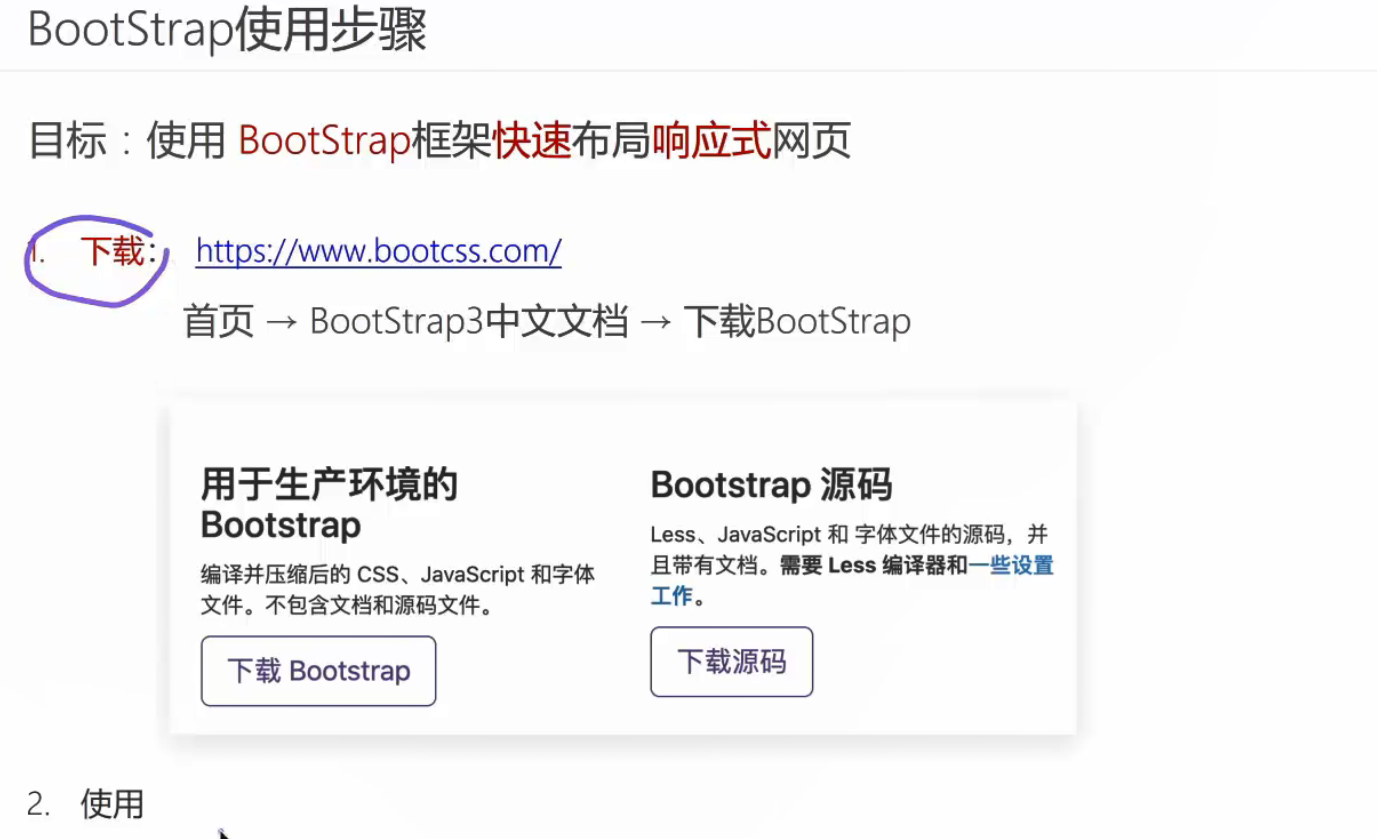 BootStrap使用步骤
目标：使用 BootStrap框架快速布局响应式网页
1. 下载： https://www.bootcss.com/
首页 → BootStrap3中文文档 → 下载BootStrap
用于生产环境的
Bootstrap
编译并压缩后的 CSS、JavaScript 和字体
文件。不包含文档和源码文件。
下载 Bootstrap
Bootstrap 源码
Less、JavaScript 和 字体文件的源码，并
且带有文档。需要 Less 编译器和一些设置
工作。
下载源码
2. 使用